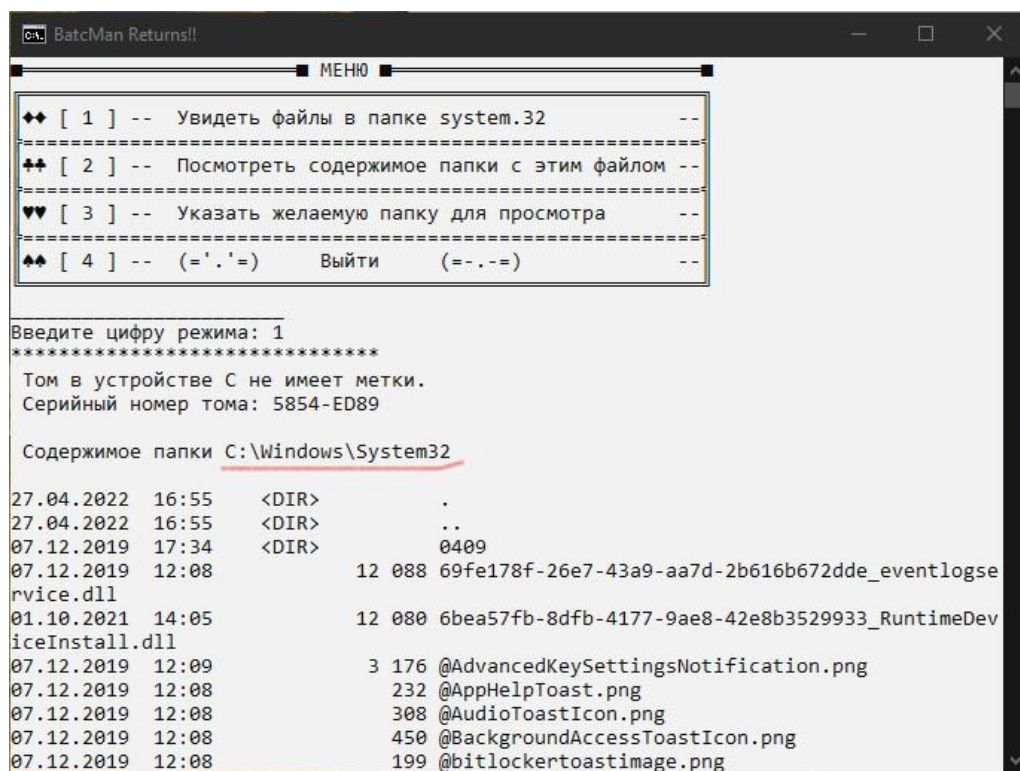 BatcMan Returns!!
МЕНЮ
♦♦ [ 1 ] --  Увидеть файлы в папке system.32           --
♣♣ [ 2 ] --  Посмотреть содержимое папки с этим файлом --
♥♥ [ 3 ] --  Указать желаемую папку для просмотра      --
♠♠ [ 4 ] --  (='.'=)     Выйти     (=-.-=)             --
Введите цифру режима: 1
*******************************
Том в устройстве C не имеет метки.
Серийный номер тома: 5854-ED89
Содержимое папки C:\Windows\System32
27.04.2022  16:55    <DIR>          .
27.04.2022  16:55    <DIR>          ..
07.12.2019  17:34    <DIR>          0409
07.12.2019  12:08            12 088 69fe178f-26e7-43a9-aa7d-2b616b672dde_eventlogse
rvice.dll
01.10.2021  14:05            12 080 6bea57fb-8dfb-4177-9ae8-42e8b3529933_RuntimeDev
iceInstall.dll
07.12.2019  12:09             3 176 @AdvancedKeySettingsNotification.png
07.12.2019  12:08               232 @AppHelpToast.png
07.12.2019  12:08               308 @AudioToastIcon.png
07.12.2019  12:08               450 @BackgroundAccessToastIcon.png
07.12.2019  12:08               199 @bitlockertoastimage.png